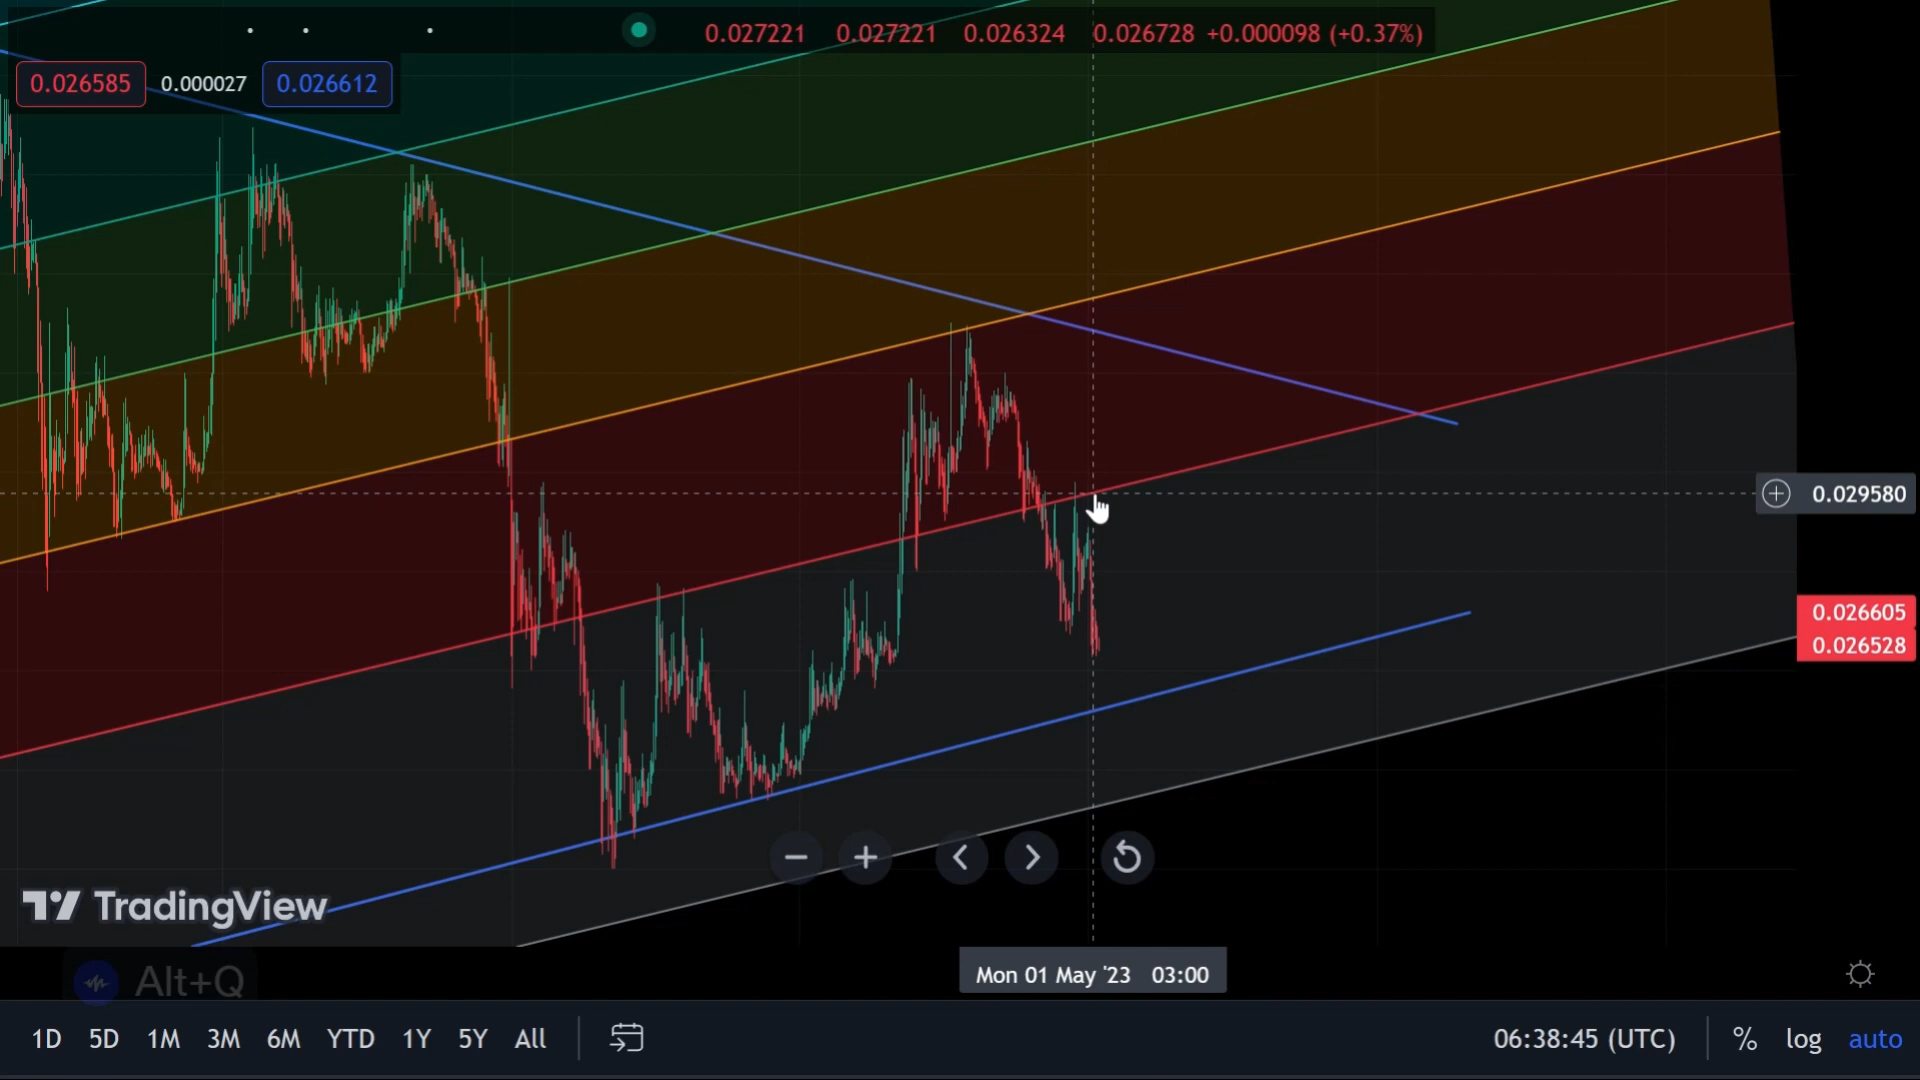 0.027221 0.027221 0.026324 0.026728 +0.000098 (+0.37%)
0.026585 0.000027 0.026612
0.029580
0.026605
0.026528
TradingView
Alt+Q
Mon 01 May '23 03:00
1D 5D 1M 3M 6M YTD 1Y 5Y All
06:38:45 (UTC) % log auto